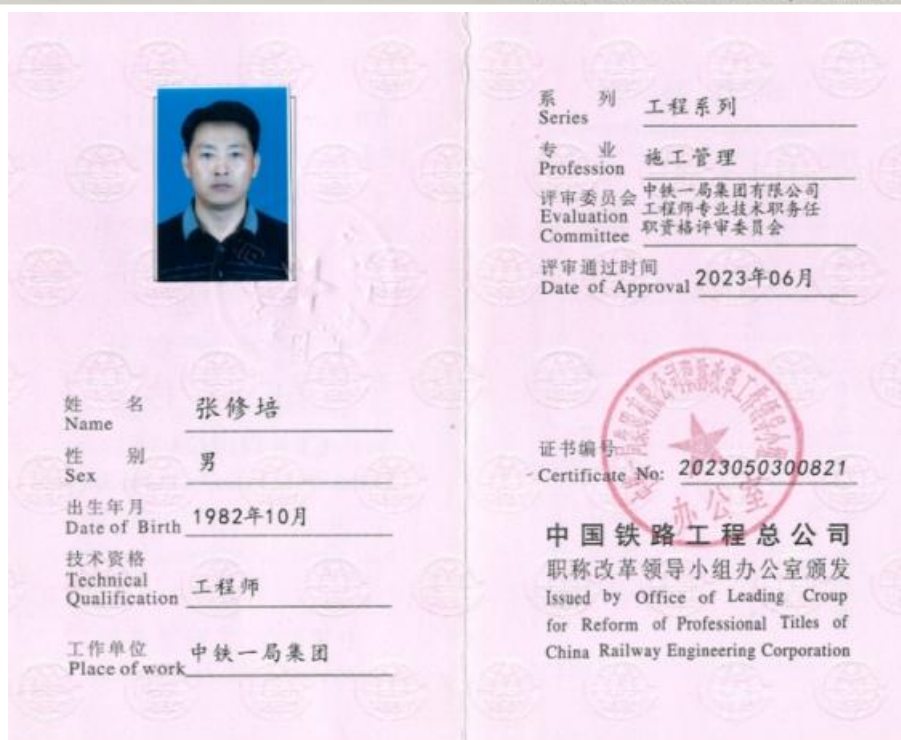 姓 名
Name
张修培
性 别
Sex
男
出生年月
Date of Birth
1982年10月
技术资格
Technical
Qualification
工程师
工作单位
Place of work
中铁一局集团
系 列
Series
工程系列
专 业
Profession
施工管理
评审委员会
Evaluation
Committee
中铁一局集团有限公司
工程师专业技术职务任
职资格评审委员会
评审通过时间
Date of Approval
2023年06月
证书编号
Certificate No:
2023050300821
办公室
中国铁路工程总公司
职称改革领导小组办公室颁发
Issued by Office of Leading Croup
for Reform of Professional Titles of
China Railway Engineering Corporation